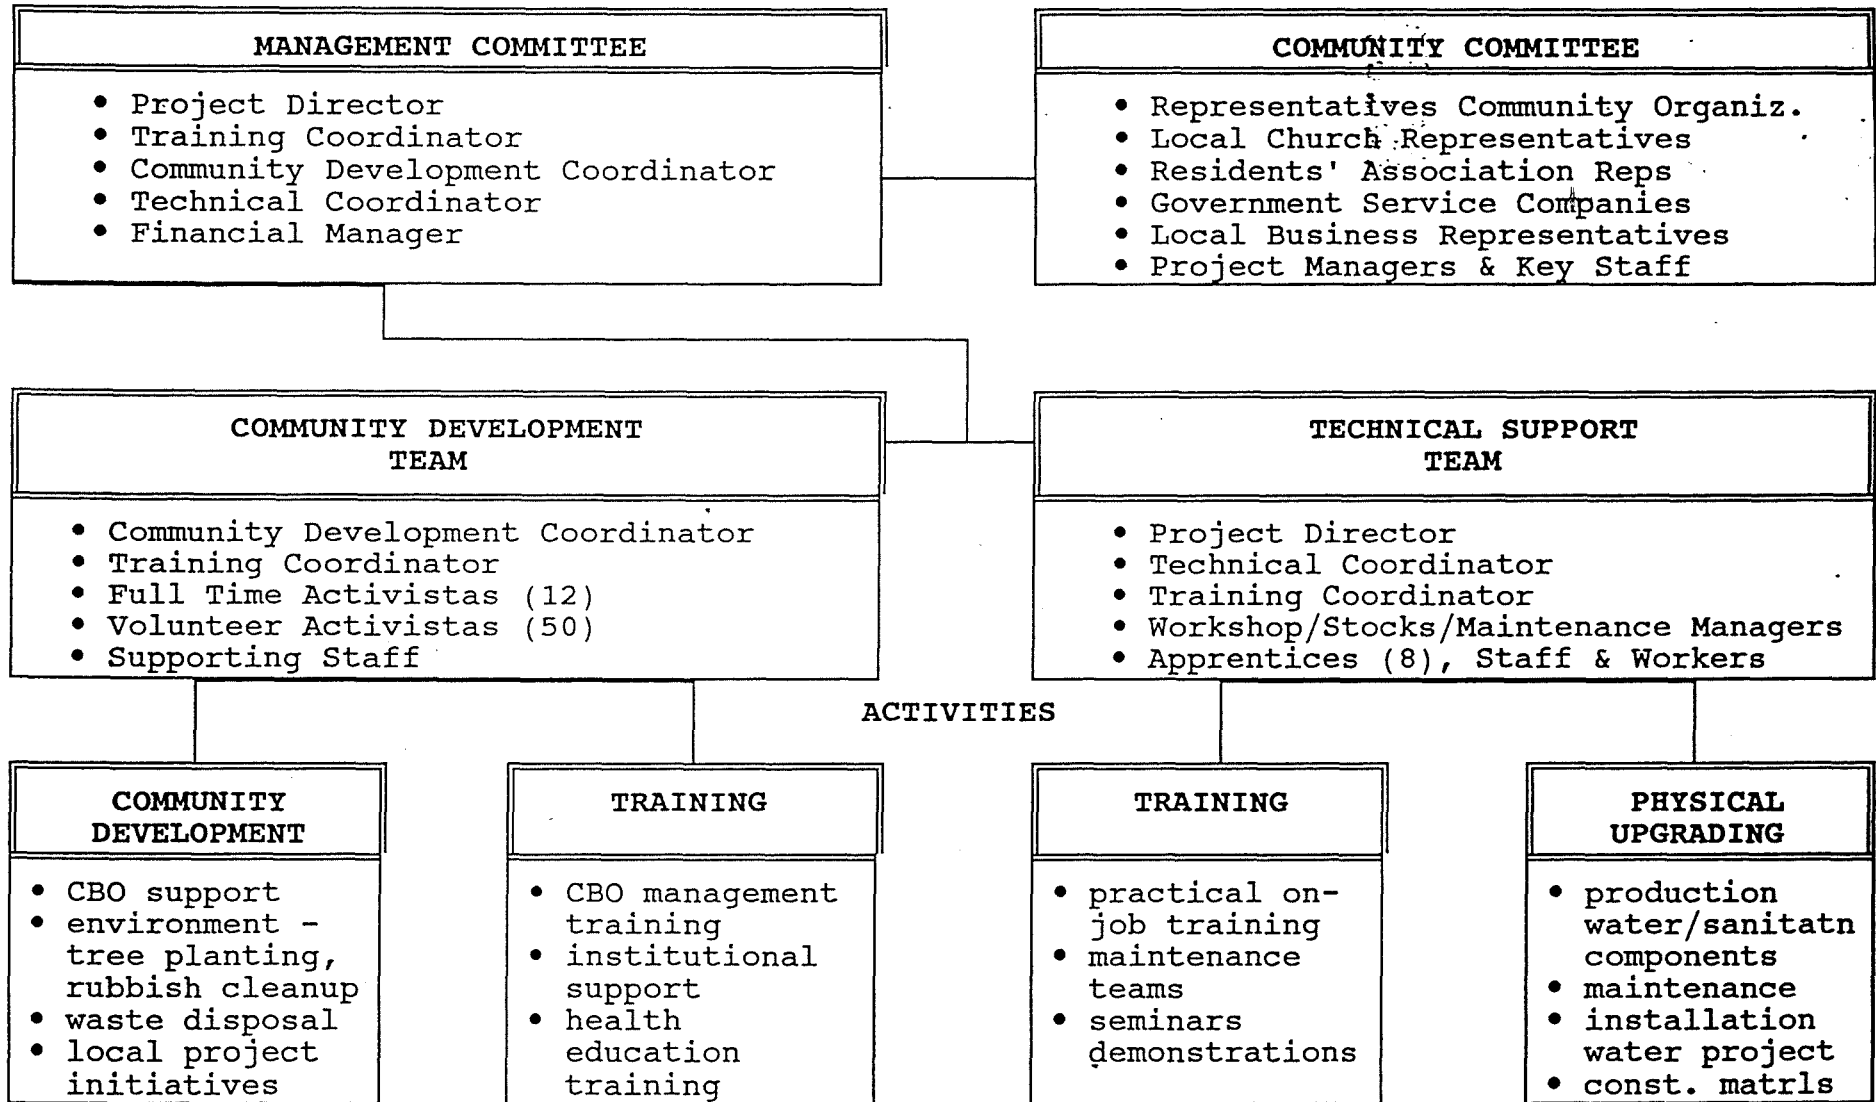 MANAGEMENT COMMITTEE
• Project Director
• Training Coordinator
• Community Development Coordinator
• Technical Coordinator
• Financial Manager
COMMUNITY COMMITTEE
• Representatives Community Organiz.
• Local Church Representatives
• Residents' Association Reps
• Government Service Companies
• Local Business Representatives
• Project Managers & Key Staff
COMMUNITY DEVELOPMENT
TEAM
• Community Development Coordinator
• Training Coordinator
• Full Time Activistas (12)
• Volunteer Activistas (50)
• Supporting Staff
TECHNICAL SUPPORT
TEAM
• Project Director
• Technical Coordinator
• Training Coordinator
• Workshop/Stocks/Maintenance Managers
• Apprentices (8), Staff & Workers
ACTIVITIES
COMMUNITY
DEVELOPMENT
• CBO support
• environment -
tree planting,
rubbish cleanup
• waste disposal
• local project
initiatives
TRAINING
• CBO management
training
• institutional
support
• health
education
training
TRAINING
• practical on-
job training
• maintenance
teams
• seminars
demonstrations
PHYSICAL
UPGRADING
• production
water/sanitatn
components
• maintenance
• installation
water project
• const. matrls